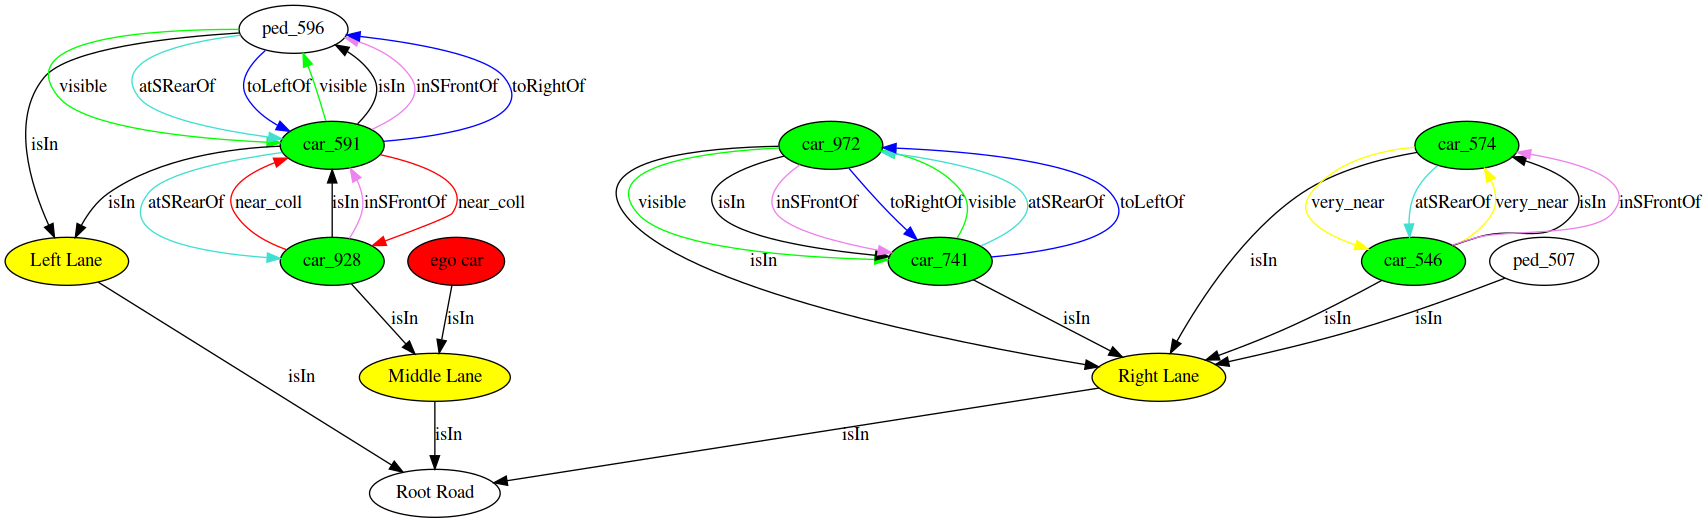 ped_596
visible
atSRearOf
toLeftOf
visible
isIn
inSFrontOf
toRightOf
isIn
car_591
car_972
car_574
isIn
atSRearOf
near_coll
isIn
inSFrontOf
near_coll
visible
isIn
inSFrontOf
toRightOf
visible
atSRearOf
toLeftOf
very_near
atSRearOf
very_near
isIn
inSFrontOf
Left Lane
car_928
ego car
isIn
car_741
isIn
car_546
ped_507
isIn
isIn
isIn
isIn
isIn
isIn
Middle Lane
Right Lane
isIn
isIn
Root Road